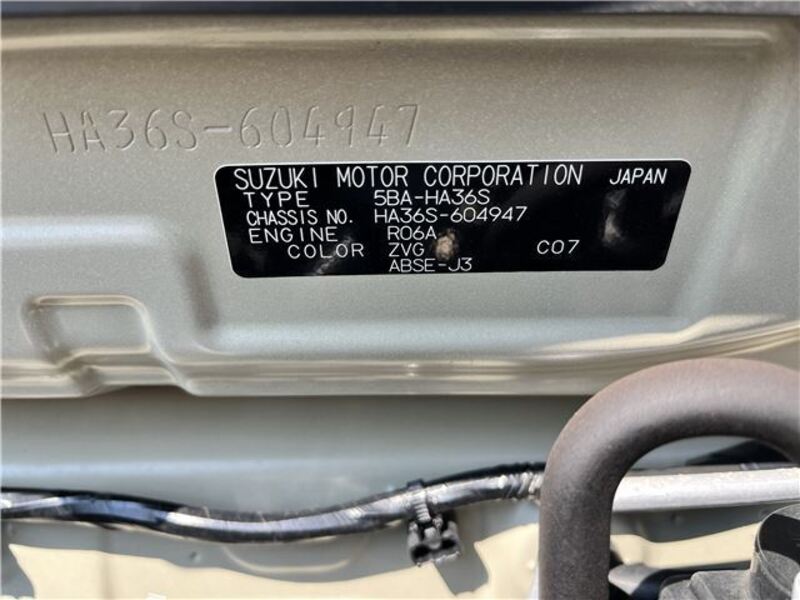 HA36S-604947
SUZUKI MOTOR CORPORATION JAPAN
TYPE 5BA-HA36S
CHASSIS NO. HA36S-604947
ENGINE R06A
COLOR ZVG C07
ABSE-J3